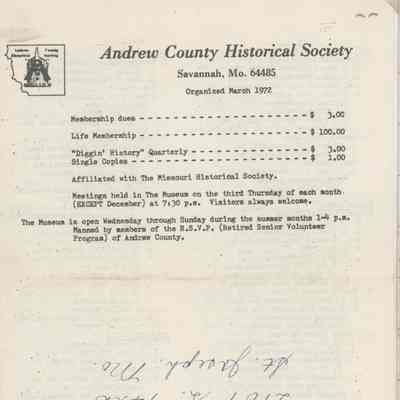 Andrew County Historical Society
Savannah, Mo. 64485
Organized March 1972
Membership dues - - - - - - - - - - - - - - - - - - - - - - $ 3.00
Life Membership - - - - - - - - - - - - - - - - - - - - - - $ 100.00
"Diggin' History" Quarterly - - - - - - - - - - - - - - - - $ 3.00
Single Copies - - - - - - - - - - - - - - - - - - - - - - - $ 1.00
Affiliated with The Missouri Historical Society.
Meetings held in The Museum on the third Thursday of each month
(EXCEPT December) at 7:30 p.m. Visitors always welcome.
The Museum is open Wednesday through Sunday during the summer months 1-4 p.m.
Manned by members of the R.S.V.P. (Retired Senior Volunteer
Program) of Andrew County.
St. Joseph, Mo.